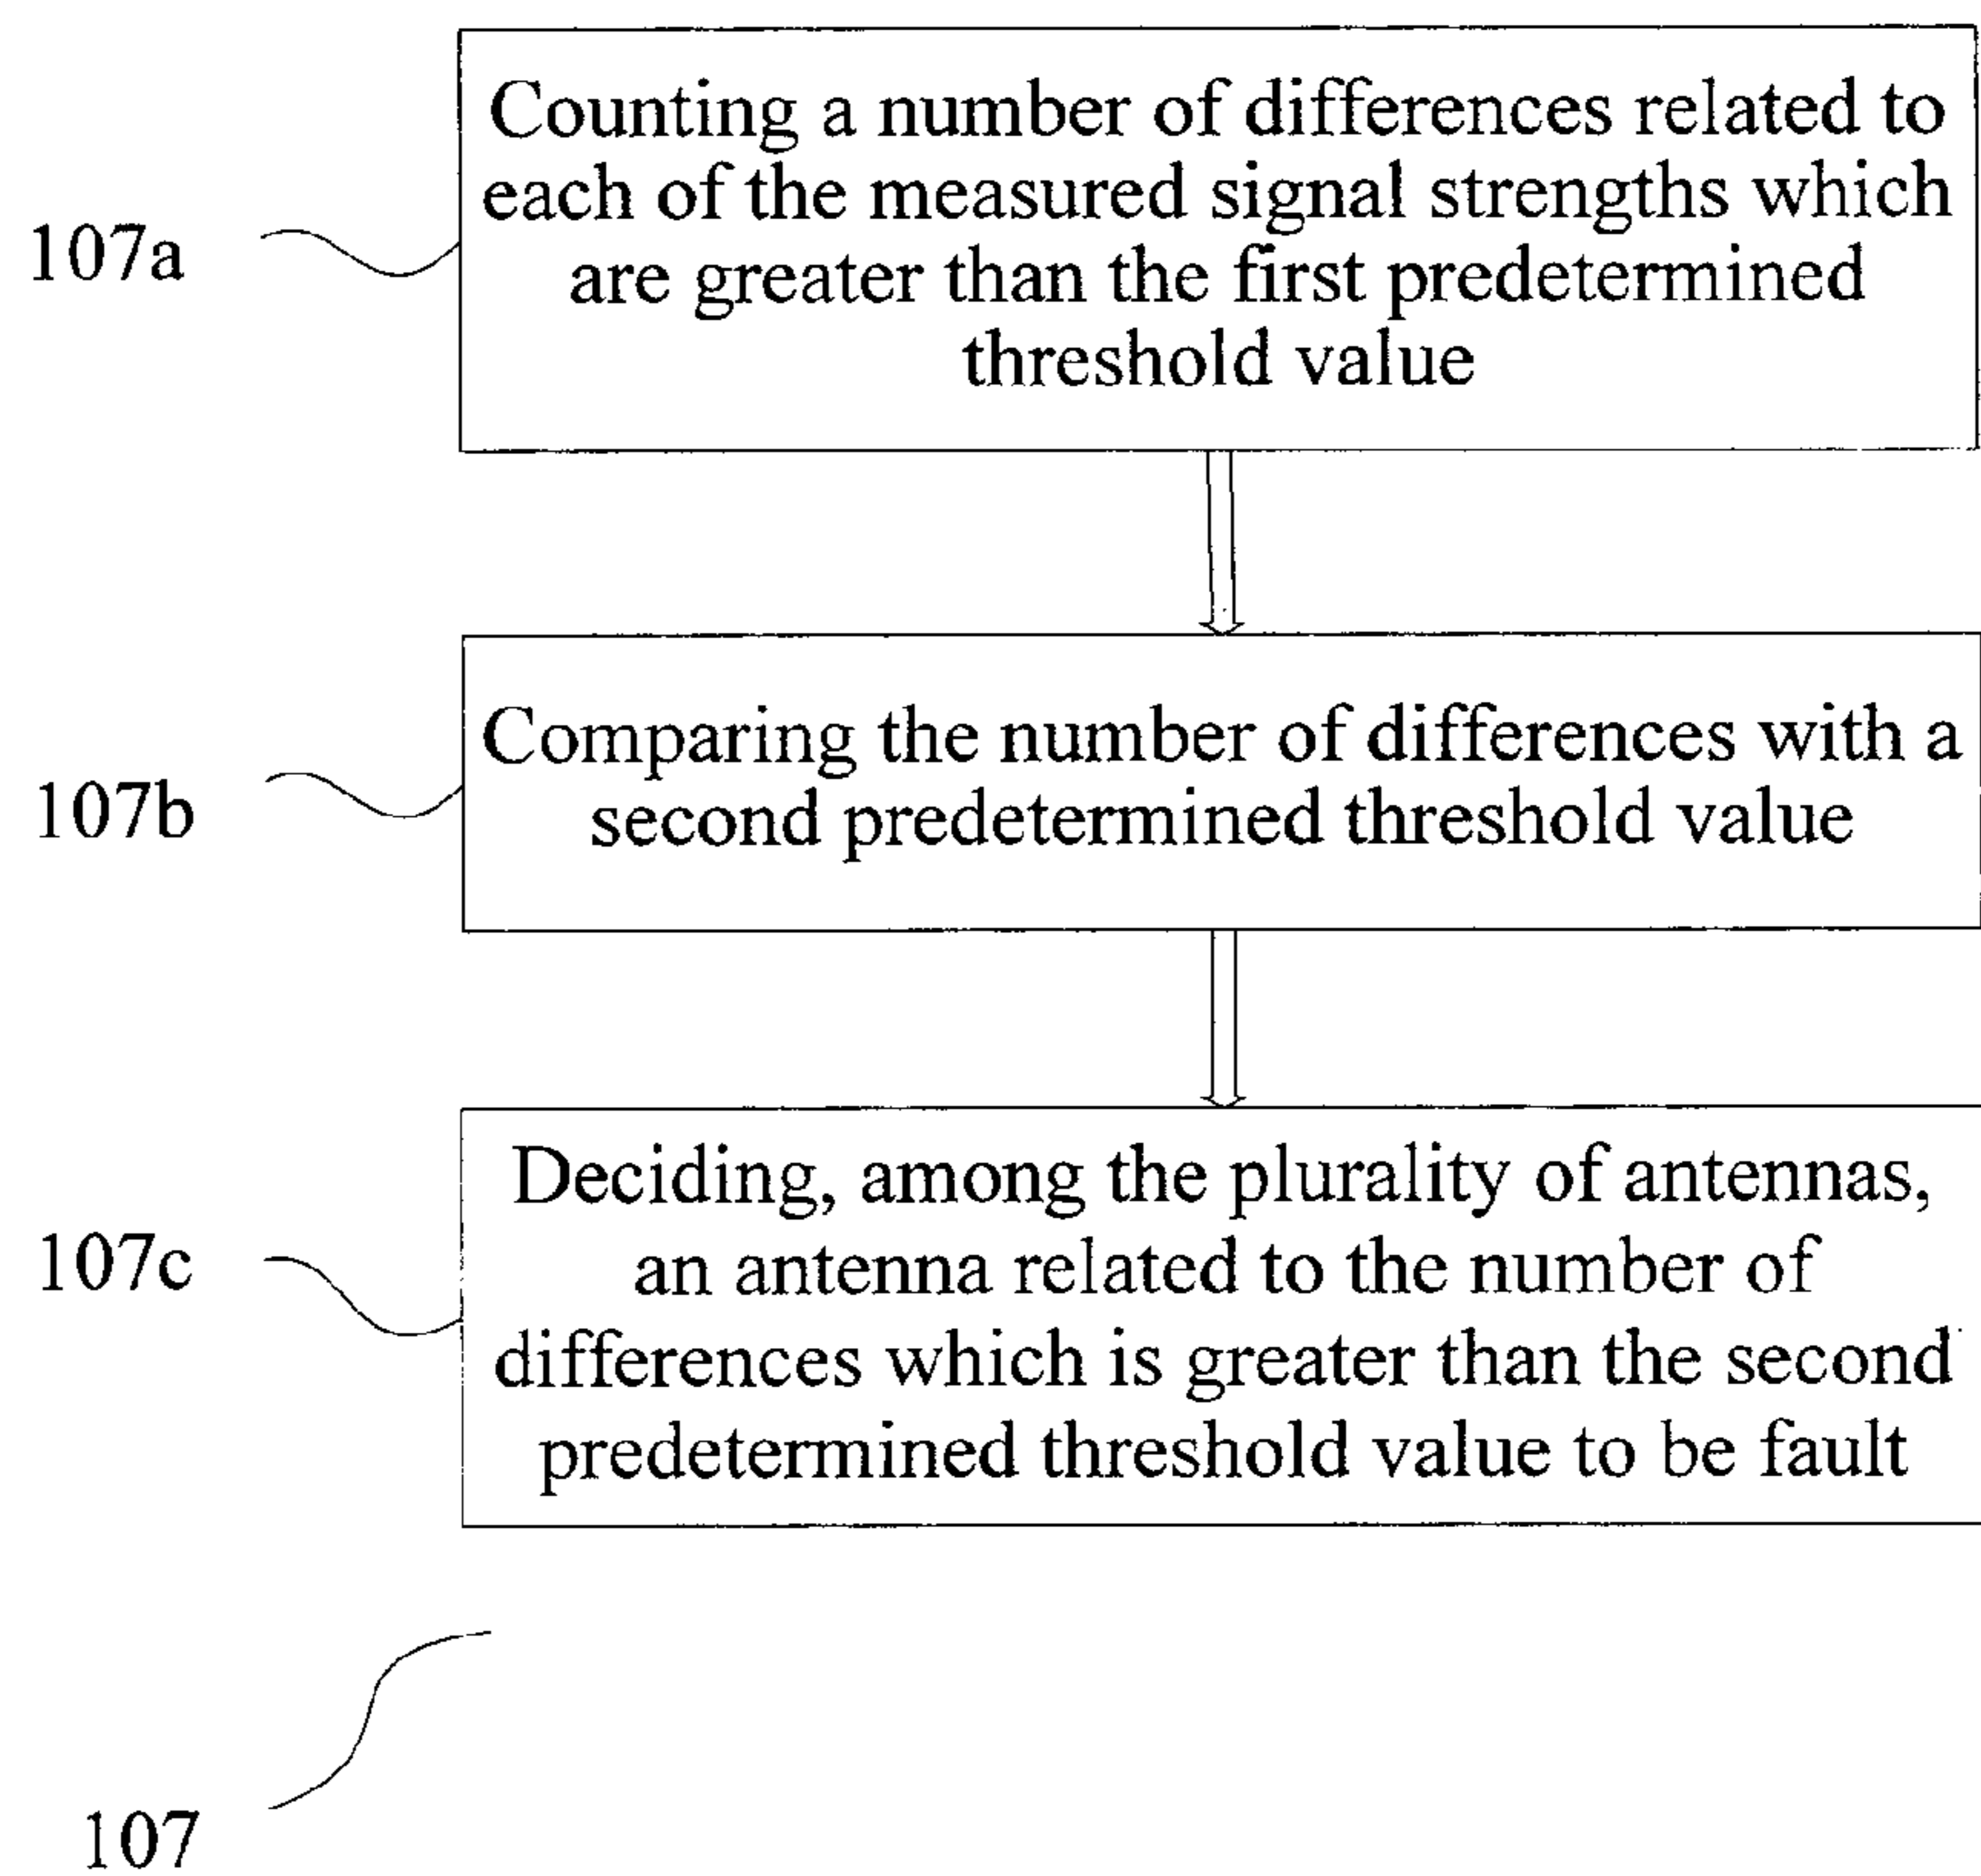 Counting a number of differences related to
each of the measured signal strengths which
are greater than the first predetermined
threshold value
107a
Comparing the number of differences with a
second predetermined threshold value
107b
Deciding, among the plurality of antennas,
an antenna related to the number of
differences which is greater than the second
predetermined threshold value to be fault
107c
107